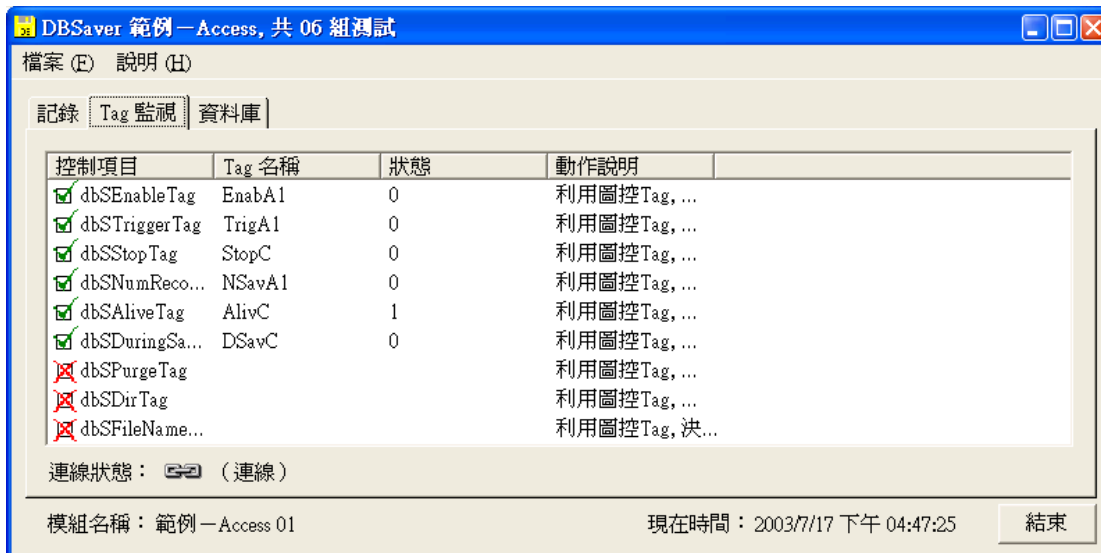 DBSaver 範例－Access, 共 06 組測試
檔案(F) 說明(H)
記錄 Tag 監視 資料庫
控制項目 Tag 名稱 狀態 動作說明
dbSEnableTag EnabA1 0 利用圖控Tag, ...
dbSTriggerTag TrigA1 0 利用圖控Tag, ...
dbSStopTag StopC 0 利用圖控Tag, ...
dbSNumReco... NSavA1 0 利用圖控Tag, ...
dbSAliveTag AlivC 1 利用圖控Tag, ...
dbSDuringSa... DSavC 0 利用圖控Tag, ...
dbSPurgeTag 利用圖控Tag, ...
dbSDirTag 利用圖控Tag, ...
dbSFileName... 利用圖控Tag, 決...
連線狀態： （連線）
模組名稱：範例－Access 01 現在時間：2003/7/17 下午 04:47:25 結束